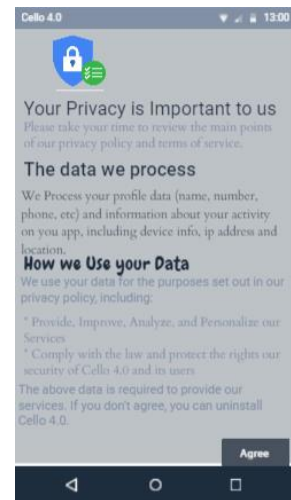 Cello 4.0
13:00
Your Privacy is Important to us
Please take your time to review the main points
of our privacy policy and terms of service.
The data we process
We Process your profile data (name, number,
phone, etc) and information about your activity
on you app, including device info, ip address and
location.
How we Use your Data
We use your data for the purposes set out in our
privacy policy, including:
* Provide, Improve, Analyze, and Personalize our
Services
* Comply with the law and protect the rights our
security of Cello 4.0 and its users
The above data is required to provide our
services. If you don't agree, you can uninstall
Cello 4.0.
Agree